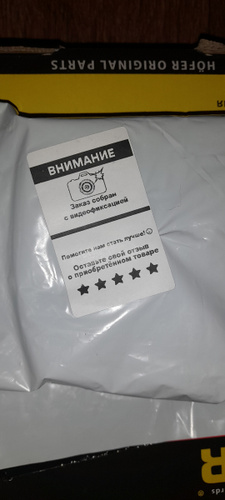 HÖFER ORIGINAL PARTS
ВНИМАНИЕ
Заказ собран
с видеофиксацией
Помогите нам стать лучше!
Оставьте свой отзыв
о приобретённом товаре